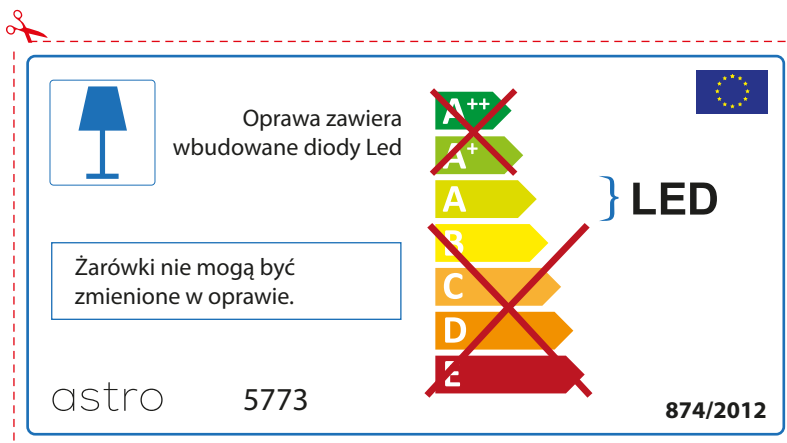 Oprawa zawiera
wbudowane diody Led
A++
A+
A
B
C
D
E
LED
Żarówki nie mogą być
zmienione w oprawie.
astro
5773
874/2012